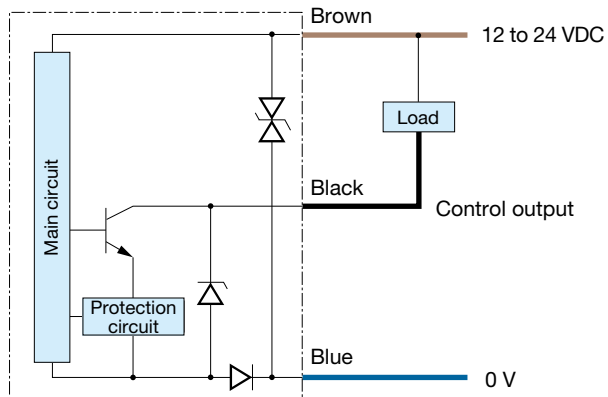 Brown
12 to 24 VDC
Load
Main circuit
Black
Control output
Protection
circuit
Blue
0 V